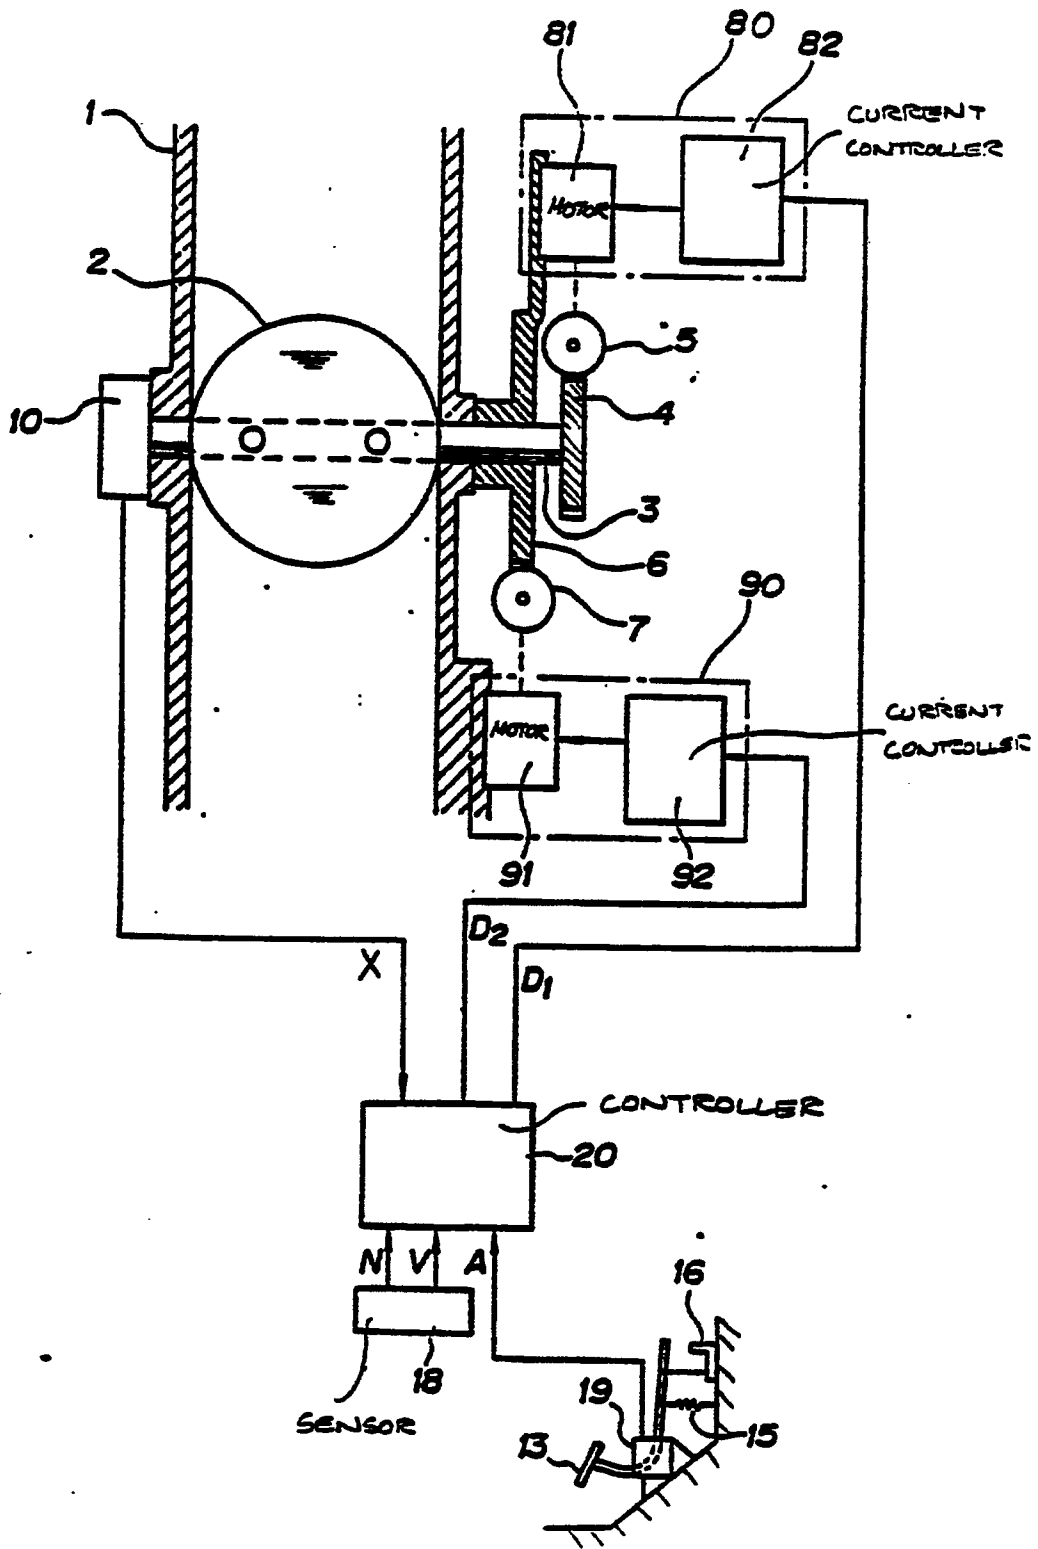 80
81
82
1
CURRENT
CONTROLLER
MOTOR
2
5
10
4
3
6
90
7
CURRENT
CONTROLLER
MOTOR
91
92
D2
X
D1
CONTROLLER
20
N V A
16
18
19
SENSOR
13
15